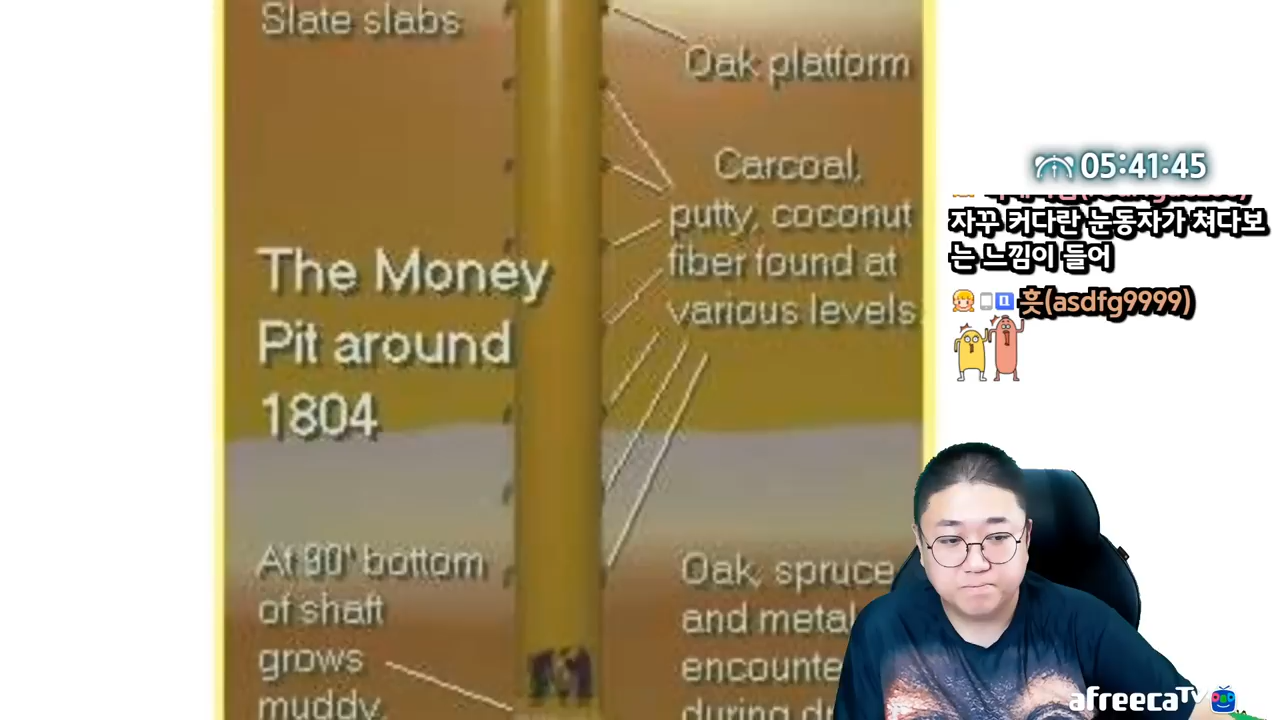 Slate slabs
Oak platform
Carcoal,
putty, coconut
fiber found at
various levels.
The Money
Pit around
1804
At 90' bottom
of shaft
grows
muddy.
Oak, spruce
and metal
encounte
during dr
05:41:45
자꾸 커다란 눈동자가 쳐다보
는 느낌이 들어
흣(asdfg9999)
afreecaTV